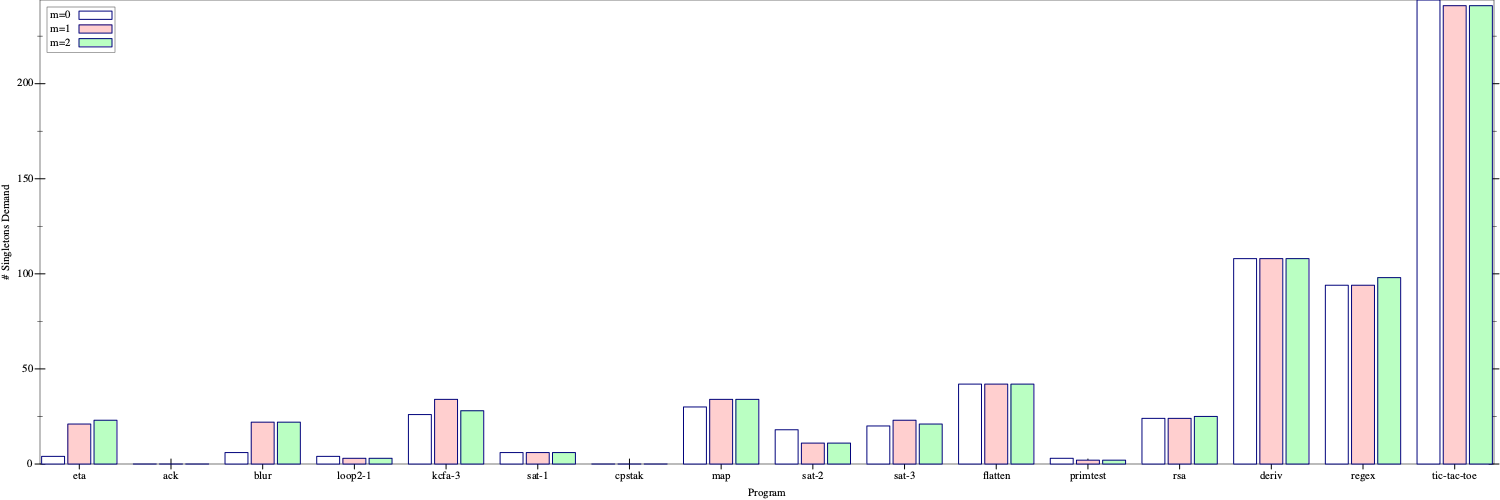 m=0
m=1
m=2
200
150
100
50
0
# Singletons Demand
eta ack blur loop2-1 kcfa-3 sat-1 cpstak map sat-2 sat-3 flatten primtest rsa deriv regex tic-tac-toe
Program